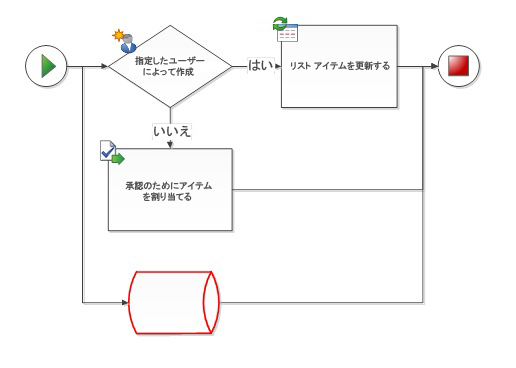 指定したユーザー
によって作成
はい
リスト アイテムを更新する
いいえ
承認のためにアイテム
を割り当てる